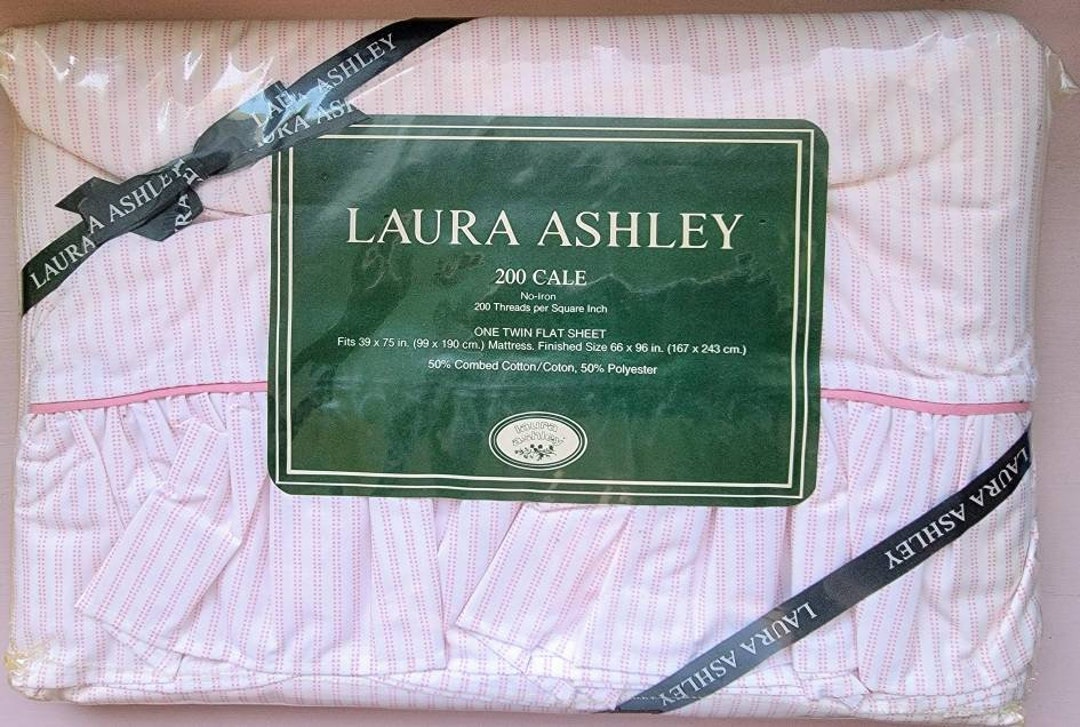 LAURA ASHLEY
LAURA ASHLEY
LAURA ASHLEY
200 CALE
No-Iron
200 Threads per Square Inch
ONE TWIN FLAT SHEET
Fits 39 x 75 in. (99 x 190 cm.) Mattress. Finished Size 66 x 96 in. (167 x 243 cm.)
50% Combed Cotton/Coton, 50% Polyester
laura
ashley
LAURA ASHLEY
LAURA ASHLEY